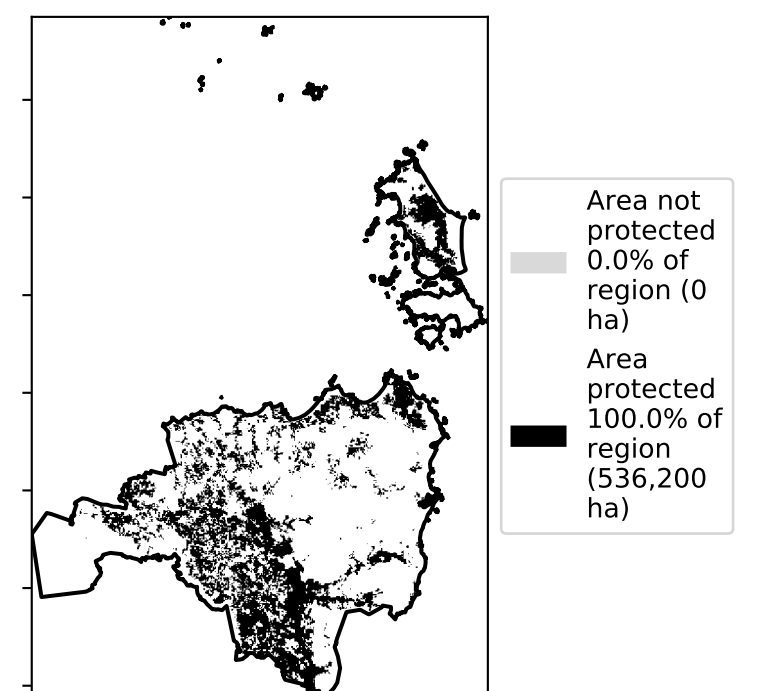 Area not
protected
0.0% of
region (0
ha)
Area
protected
100.0% of
region
(536,200
ha)